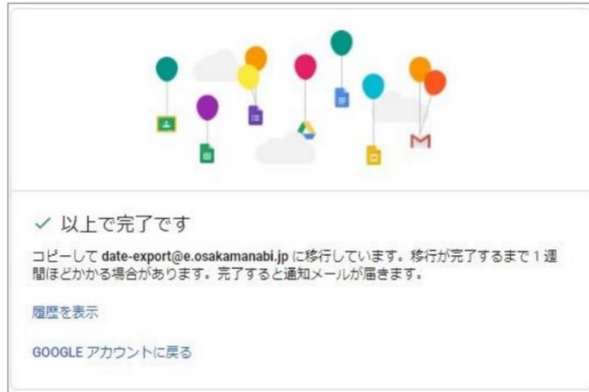 以上で完了です
コピーして date-export@e.osakamanabi.jp に移行しています。移行が完了するまで 1 週
間ほどかかる場合があります。完了すると通知メールが届きます。
履歴を表示
GOOGLE アカウントに戻る